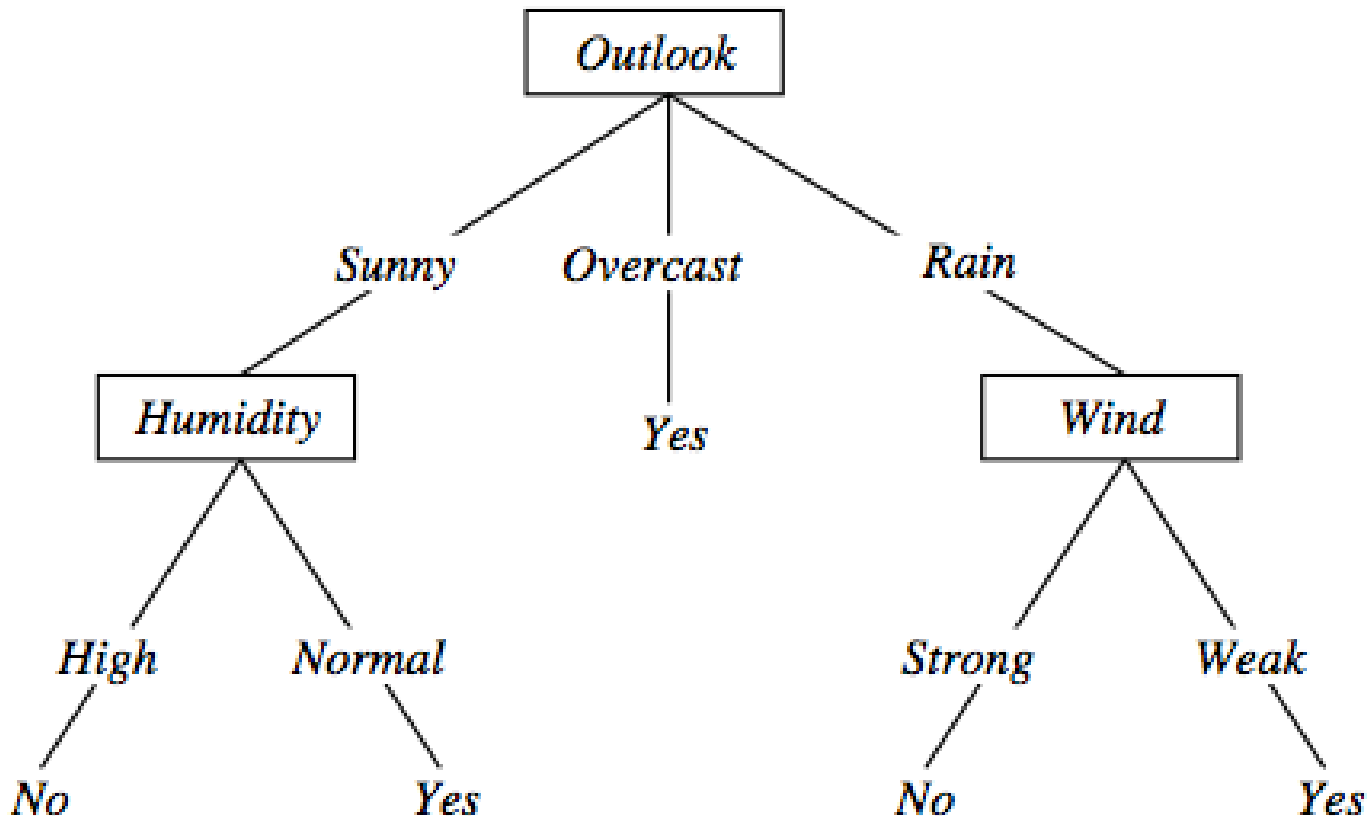 Outlook
Sunny Overcast Rain
Humidity Yes Wind
High Normal Strong Weak
No Yes No Yes